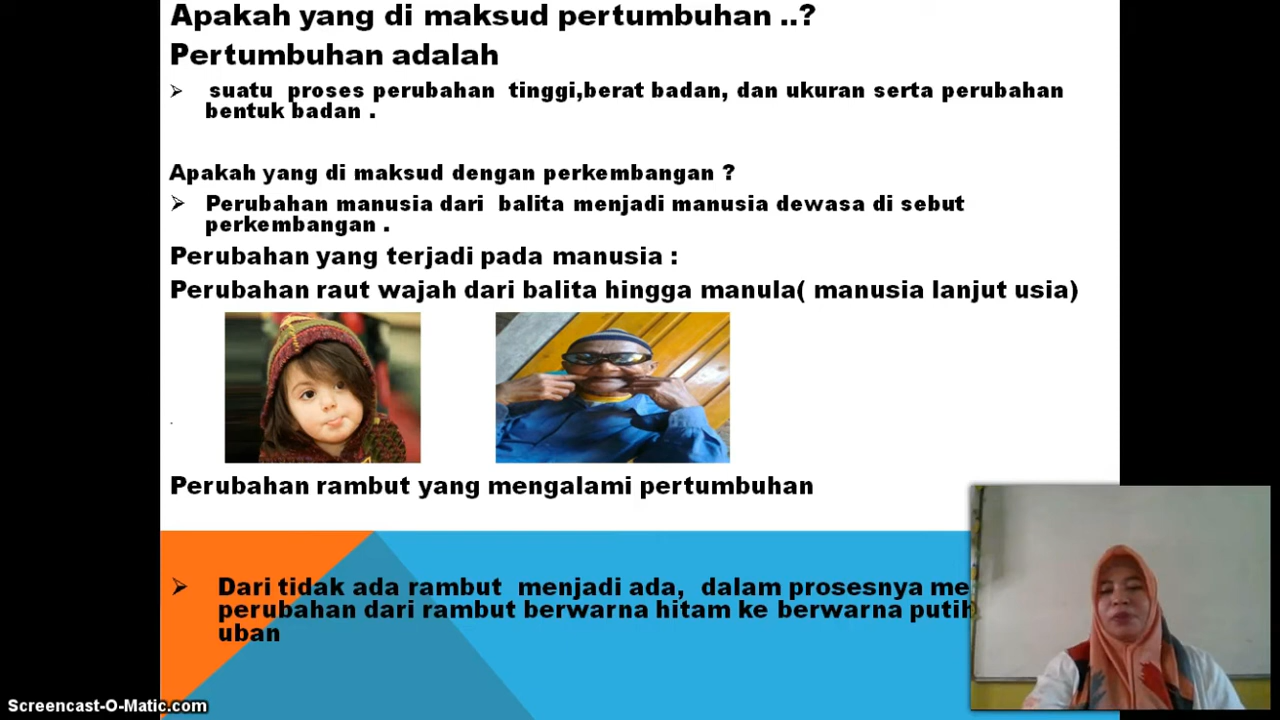 Apakah yang di maksud pertumbuhan ..?
Pertumbuhan adalah
suatu proses perubahan tinggi,berat badan, dan ukuran serta perubahan
bentuk badan .
Apakah yang di maksud dengan perkembangan ?
Perubahan manusia dari balita menjadi manusia dewasa di sebut
perkembangan .
Perubahan yang terjadi pada manusia :
Perubahan raut wajah dari balita hingga manula( manusia lanjut usia)
Perubahan rambut yang mengalami pertumbuhan
Dari tidak ada rambut menjadi ada, dalam prosesnya me
perubahan dari rambut berwarna hitam ke berwarna putih
uban
Screencast-O-Matic.com